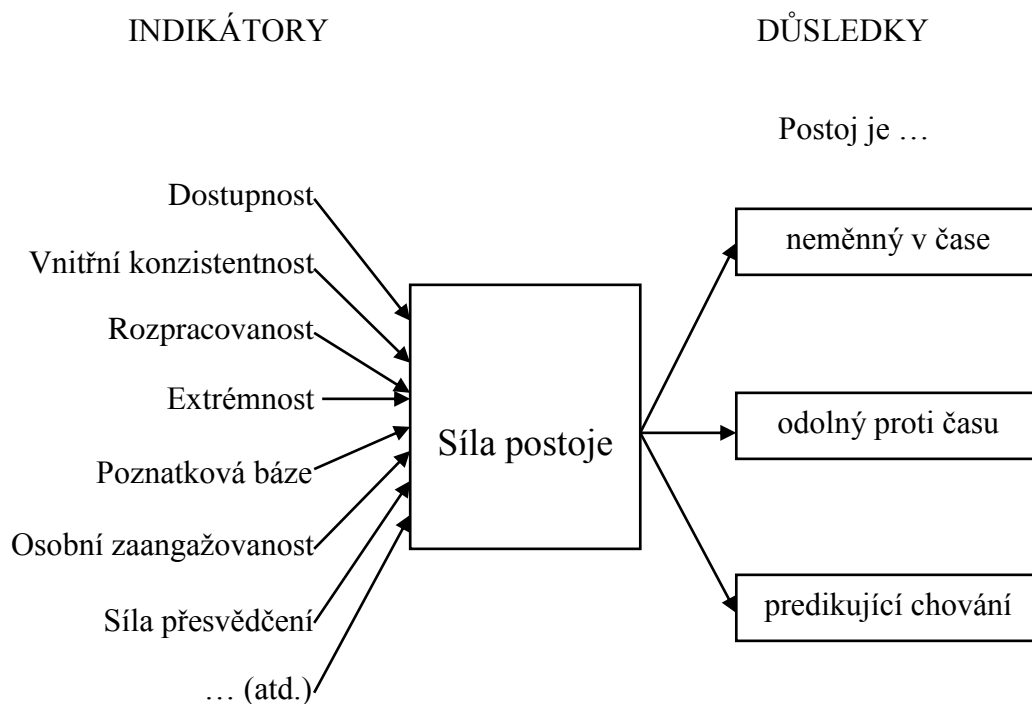 INDIKÁTORY
DŮSLEDKY
Postoj je …
Dostupnost
Vnitřní konzistentnost
Rozpracovanost
Extrémnost
Poznatková báze
Osobní zaangažovanost
Síla přesvědčení
… (atd.)
Síla postoje
neměnný v čase
odolný proti času
predikující chování